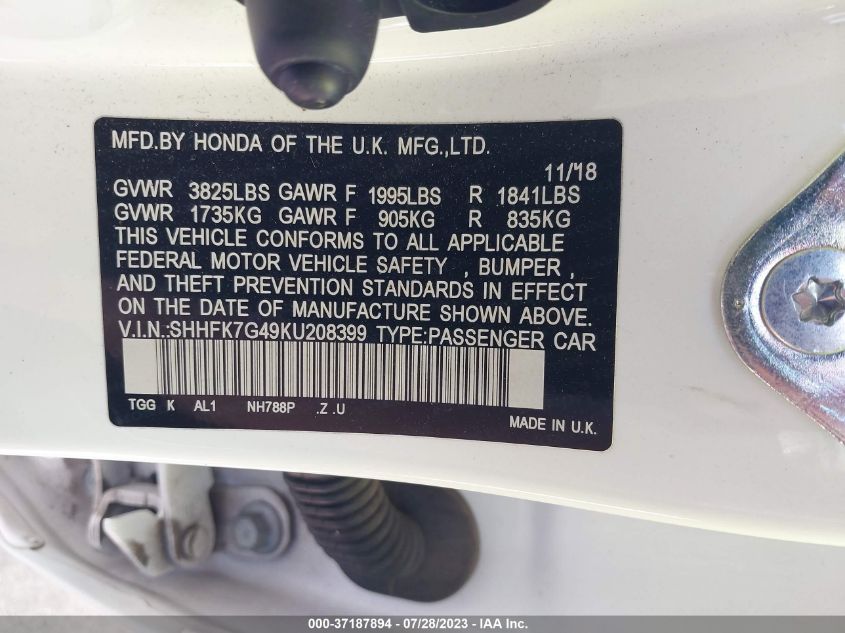 MFD.BY HONDA OF THE U.K. MFG.,LTD.
11/18
GVWR 3825LBS GAWR F 1995LBS R 1841LBS
GVWR 1735KG GAWR F 905KG R 835KG
THIS VEHICLE CONFORMS TO ALL APPLICABLE
FEDERAL MOTOR VEHICLE SAFETY , BUMPER ,
AND THEFT PREVENTION STANDARDS IN EFFECT
ON THE DATE OF MANUFACTURE SHOWN ABOVE.
V.I.N.:SHHFK7G49KU208399 TYPE:PASSENGER CAR
TGG K AL1 NH788P .Z .U
MADE IN U.K.
000-37187894 - 07/28/2023 - IAA Inc.